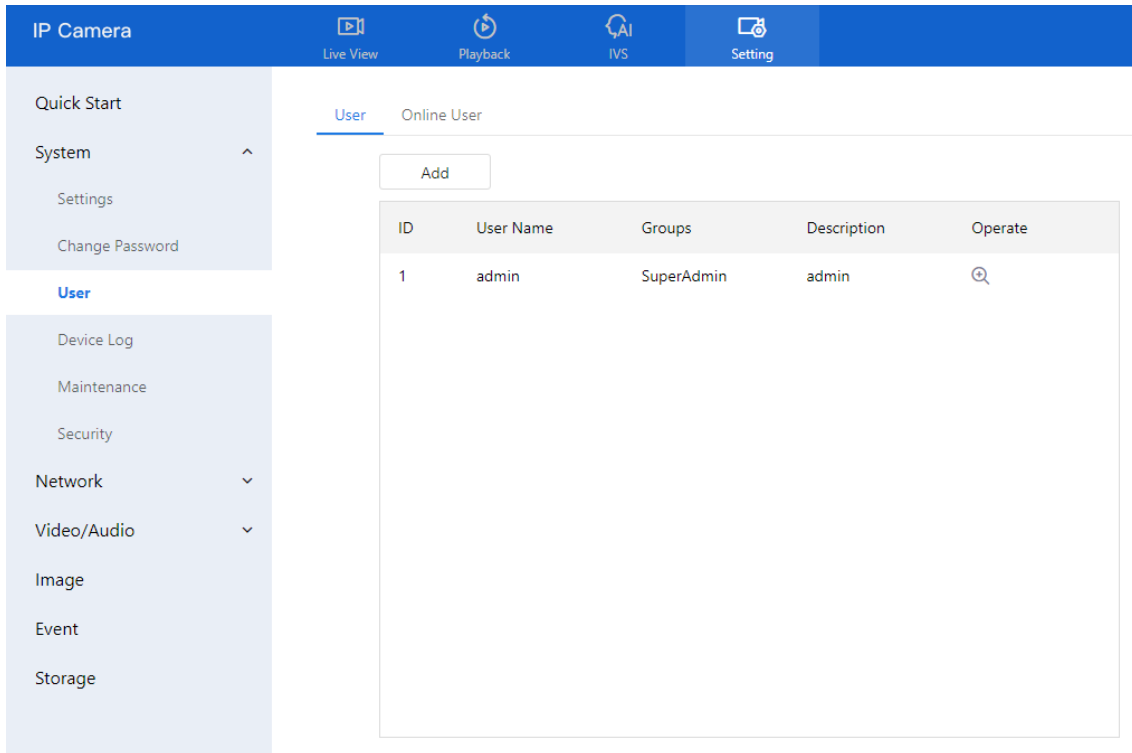 IP Camera
Live View
Playback
AI
IVS
Setting
Quick Start
System
Settings
Change Password
User
Device Log
Maintenance
Security
Network
Video/Audio
Image
Event
Storage
User Online User
Add
ID User Name Groups Description Operate
1 admin SuperAdmin admin